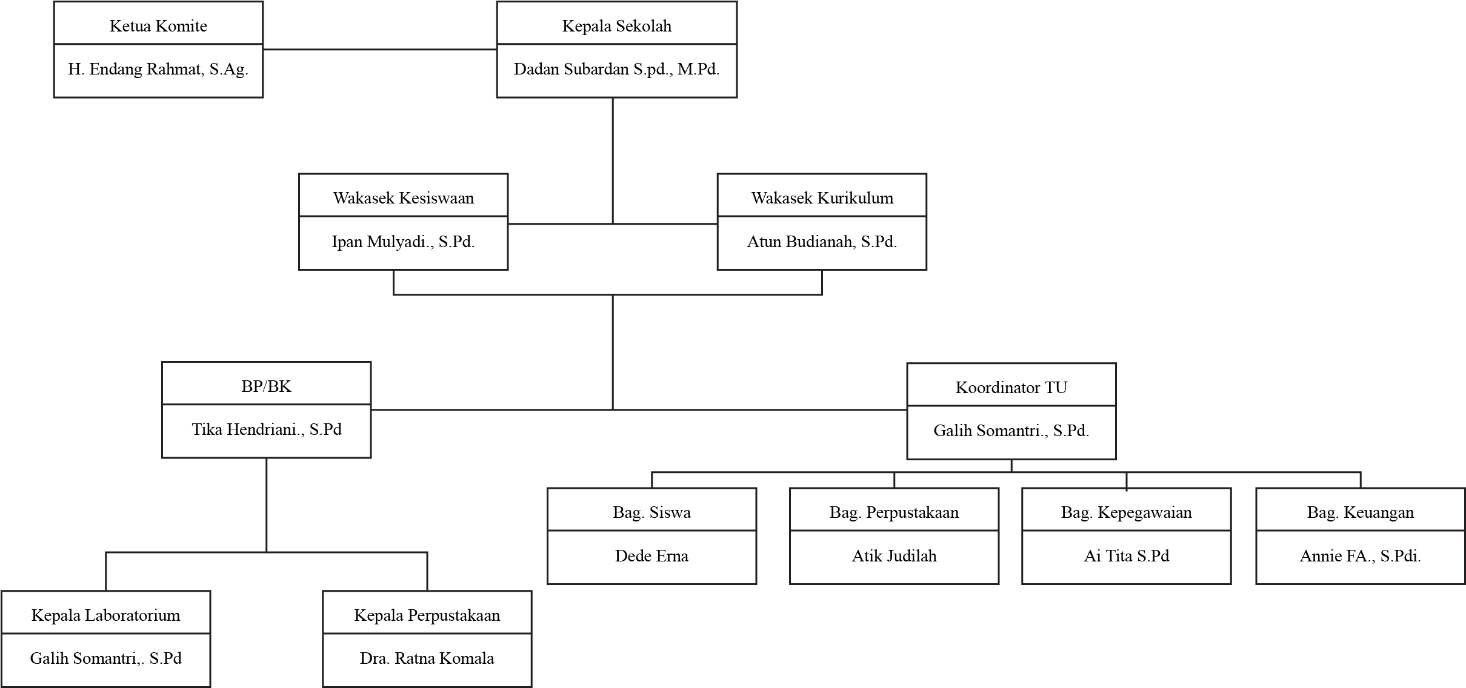 Ketua Komite
H. Endang Rahmat, S.Ag.
Kepala Sekolah
Dadan Subardan S.pd., M.Pd.
Wakasek Kesiswaan
Ipan Mulyadi., S.Pd.
Wakasek Kurikulum
Atun Budianah, S.Pd.
BP/BK
Tika Hendriani., S.Pd
Koordinator TU
Galih Somantri., S.Pd.
Bag. Siswa
Dede Erna
Bag. Perpustakaan
Atik Judilah
Bag. Kepegawaian
Ai Tita S.Pd
Bag. Keuangan
Annie FA., S.Pdi.
Kepala Laboratorium
Galih Somantri,. S.Pd
Kepala Perpustakaan
Dra. Ratna Komala